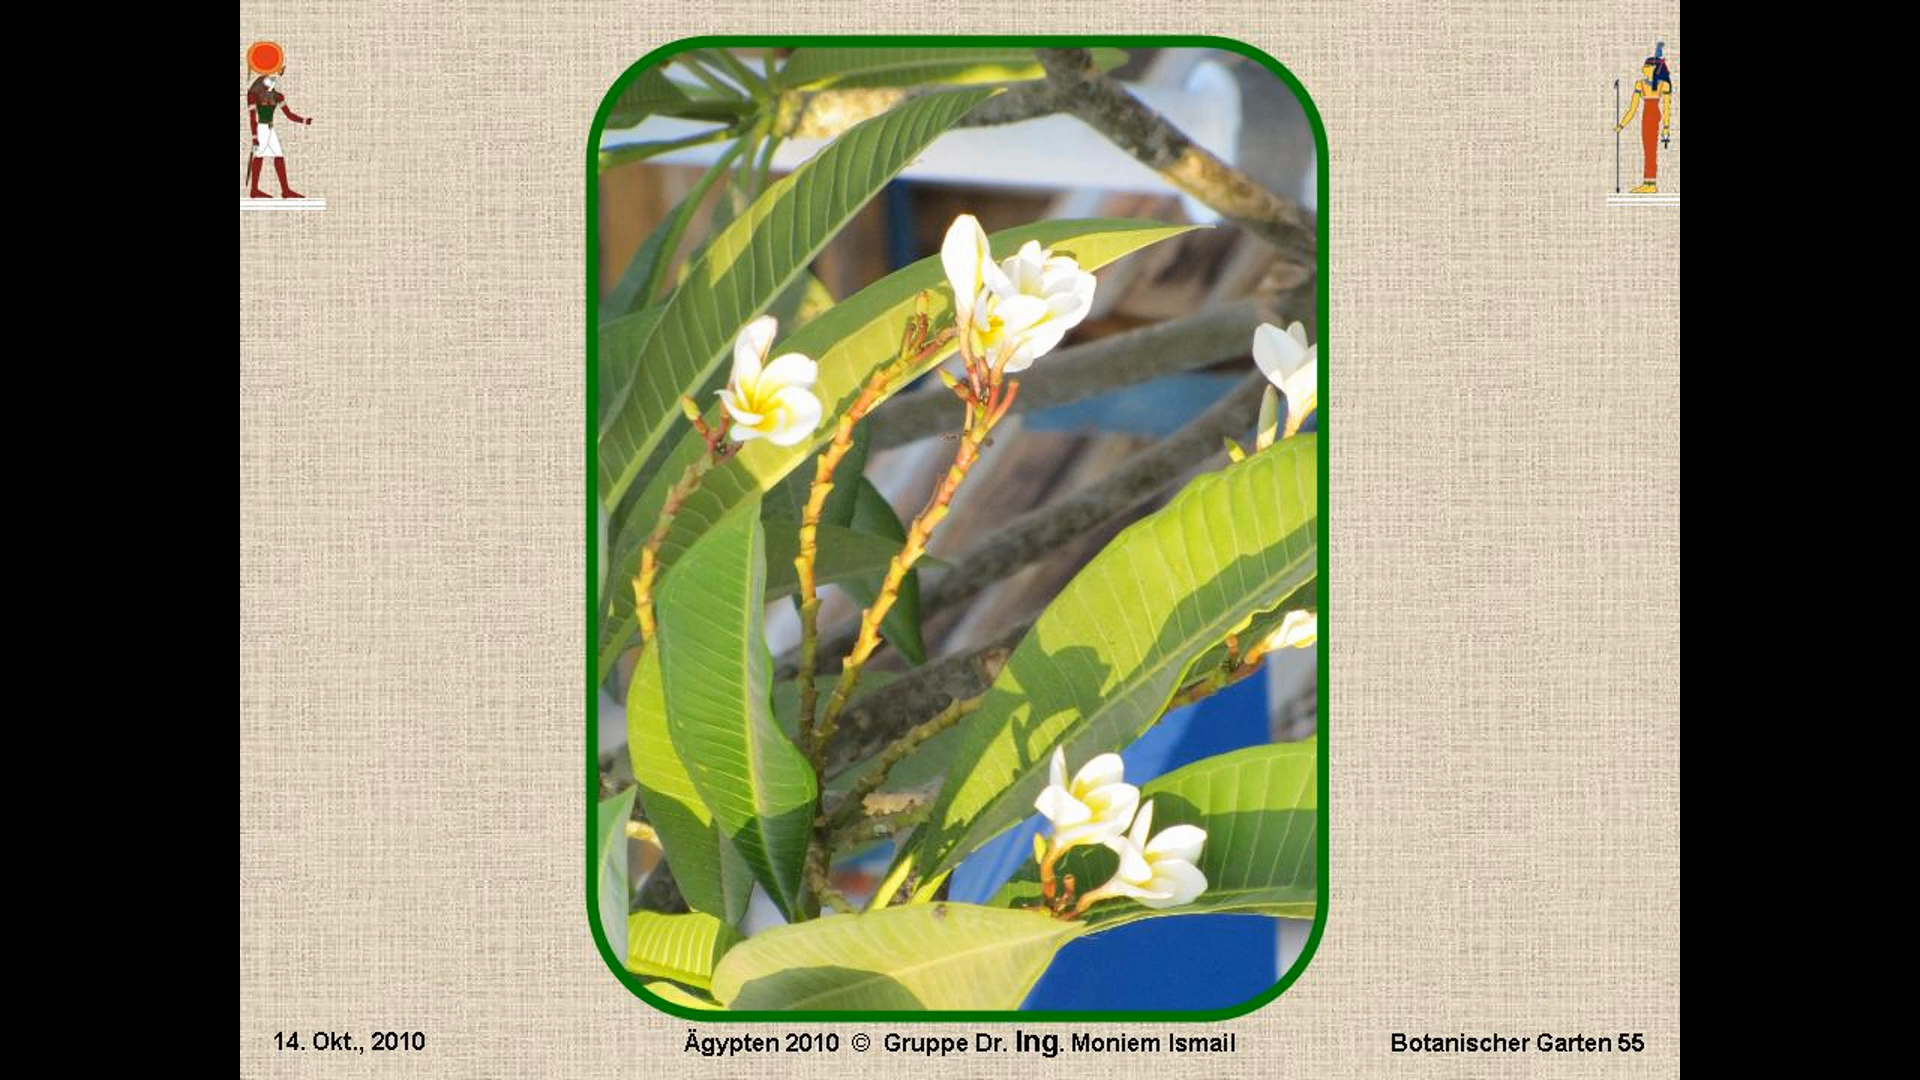 14. Okt., 2010
Ägypten 2010 © Gruppe Dr. Ing. Moniem Ismail
Botanischer Garten 55